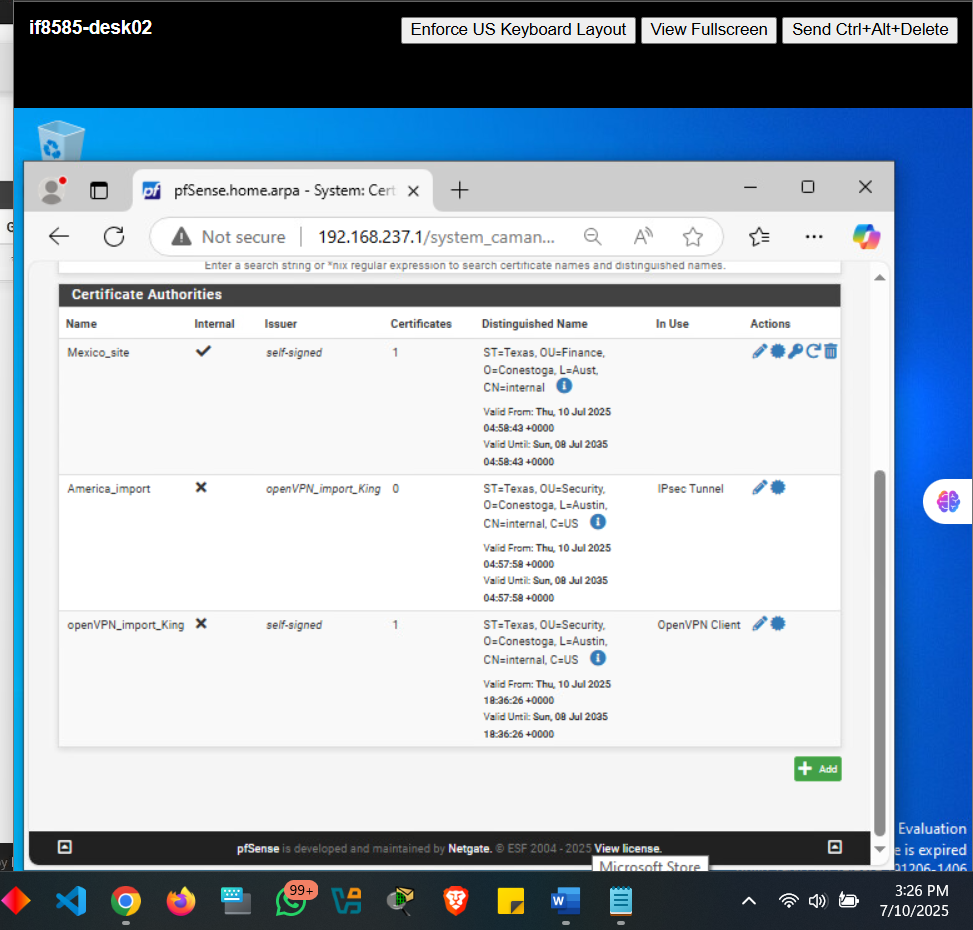 if8585-desk02
Enforce US Keyboard Layout
View Fullscreen
Send Ctrl+Alt+Delete
pfSense.home.arpa - System: Cert
Not secure
192.168.237.1/system_caman...
Enter a search string or *nix regular expression to search certificate names and distinguished names.
Certificate Authorities
Name Internal Issuer Certificates Distinguished Name In Use Actions
Mexico_site self-signed 1 ST=Texas, OU=Finance,
O=Conestoga, L=Aust,
CN=internal
Valid From: Thu, 10 Jul 2025
04:58:43 +0000
Valid Until: Sun, 08 Jul 2035
04:58:43 +0000
America_import openVPN_import_King 0 ST=Texas, OU=Security, IPsec Tunnel
O=Conestoga, L=Austin,
CN=internal, C=US
Valid From: Thu, 10 Jul 2025
04:57:58 +0000
Valid Until: Sun, 08 Jul 2035
04:57:58 +0000
openVPN_import_King self-signed 1 ST=Texas, OU=Security, OpenVPN Client
O=Conestoga, L=Austin,
CN=internal, C=US
Valid From: Thu, 10 Jul 2025
18:36:26 +0000
Valid Until: Sun, 08 Jul 2035
18:36:26 +0000
Add
pfSense is developed and maintained by Netgate. © ESF 2004 - 2025 View license.
Microsoft Store
Evaluation
e is expired
91206-1406
99+
3:26 PM
7/10/2025